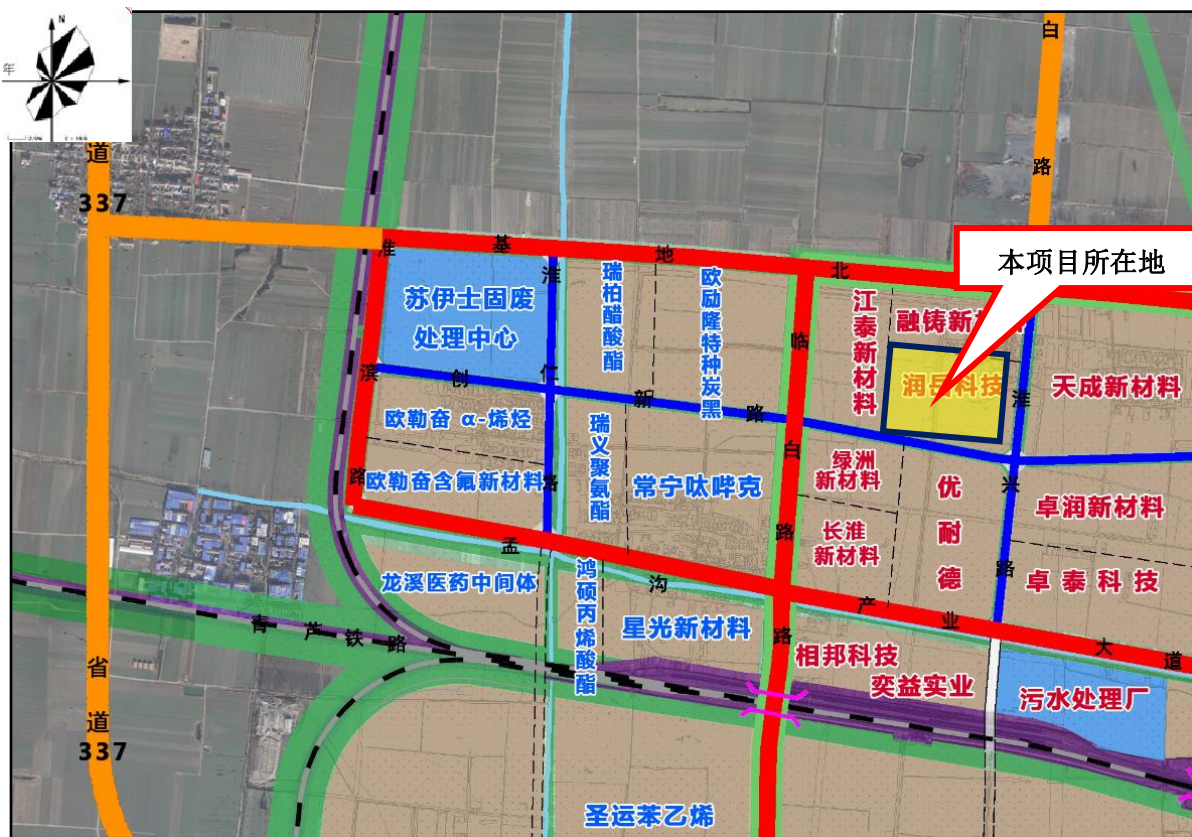 N
年
白
路
道
337
淮
滨
路
基
地
北
本项目所在地
苏伊士固废
处理中心
淮
仁
路
瑞柏醋酸酯
欧励隆特种炭黑
临
白
路
江泰新材料
融铸新材料
润岳科技
天成新材料
创
新
路
欧勒奋 α-烯烃
欧勒奋含氟新材料
瑞义聚氨酯
常宁呔哔克
绿洲
新材料
长淮
新材料
优
耐
德
淮
兴
路
卓润新材料
卓泰科技
孟
沟
产
业
大
道
龙溪医药中间体
鸿硕丙烯酸酯
星光新材料
路
相邦科技
奕益实业
污水处理厂
青
芦
铁
路
省
道
337
圣运苯乙烯